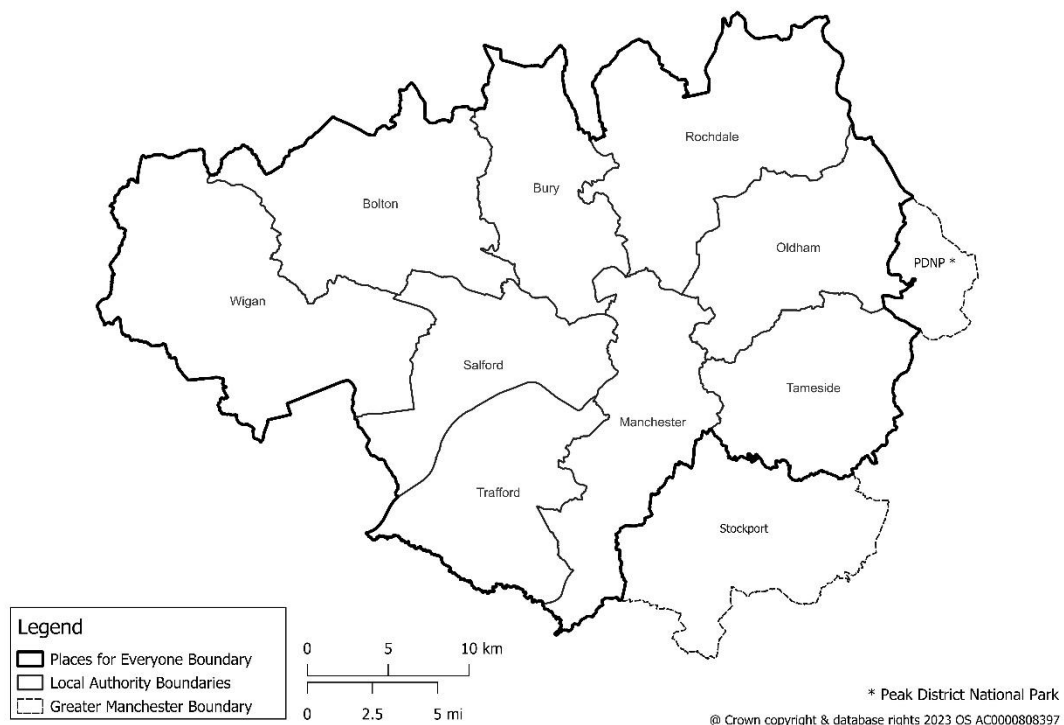 Rochdale
Bury
Bolton
Oldham
PDNP *
Wigan
Salford
Tameside
Manchester
Trafford
Stockport
Legend
Places for Everyone Boundary
Local Authority Boundaries
Greater Manchester Boundary
0 5 10 km
0 2.5 5 mi
* Peak District National Park
@ Crown copyright & database rights 2023 OS AC0000808397